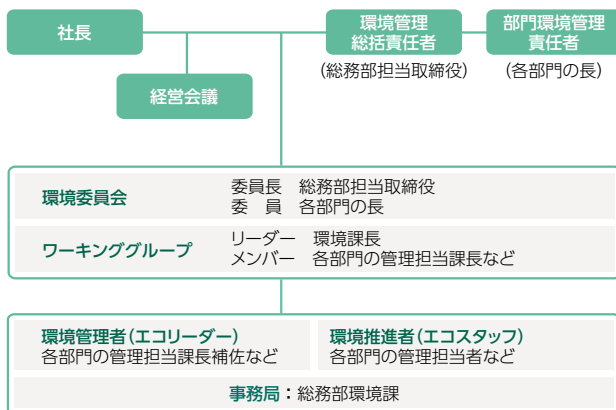 社長
環境管理
総括責任者
部門環境管理
責任者
(総務部担当取締役)
(各部門の長)
経営会議
環境委員会
委員長 総務部担当取締役
委 員 各部門の長
ワーキンググループ
リーダー 環境課長
メンバー 各部門の管理担当課長など
環境管理者(エコリーダー)
各部門の管理担当課長補佐など
環境推進者(エコスタッフ)
各部門の管理担当者など
事務局：総務部環境課